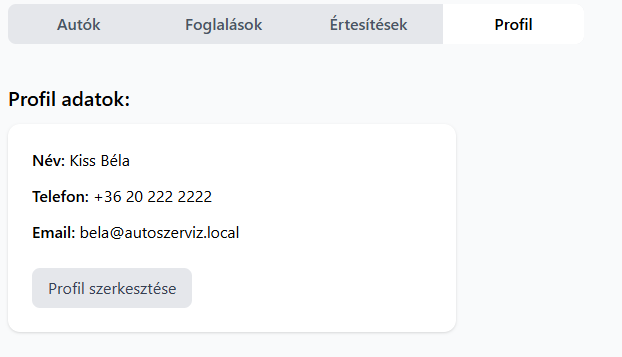 Autók Foglalások Értesítések Profil
Profil adatok:
Név: Kiss Béla
Telefon: +36 20 222 2222
Email: bela@autoszerviz.local
Profil szerkesztése